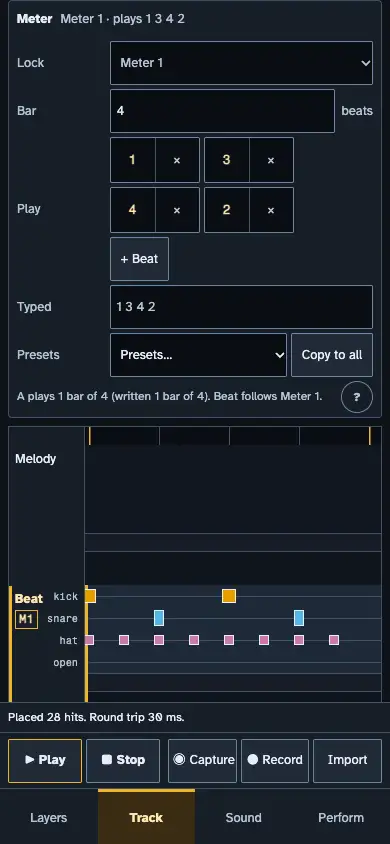 Meter Meter 1 · plays 1 3 4 2
Lock Meter 1
Bar 4 beats
1 × 3 ×
Play 4 × 2 ×
+ Beat
Typed 1 3 4 2
Presets Presets... Copy to all
A plays 1 bar of 4 (written 1 bar of 4). Beat follows Meter 1. ?
Melody
Beat kick
M1 snare
hat
open
Placed 28 hits. Round trip 30 ms.
▶ Play ■ Stop ◉ Capture ● Record Import
Layers Track Sound Perform